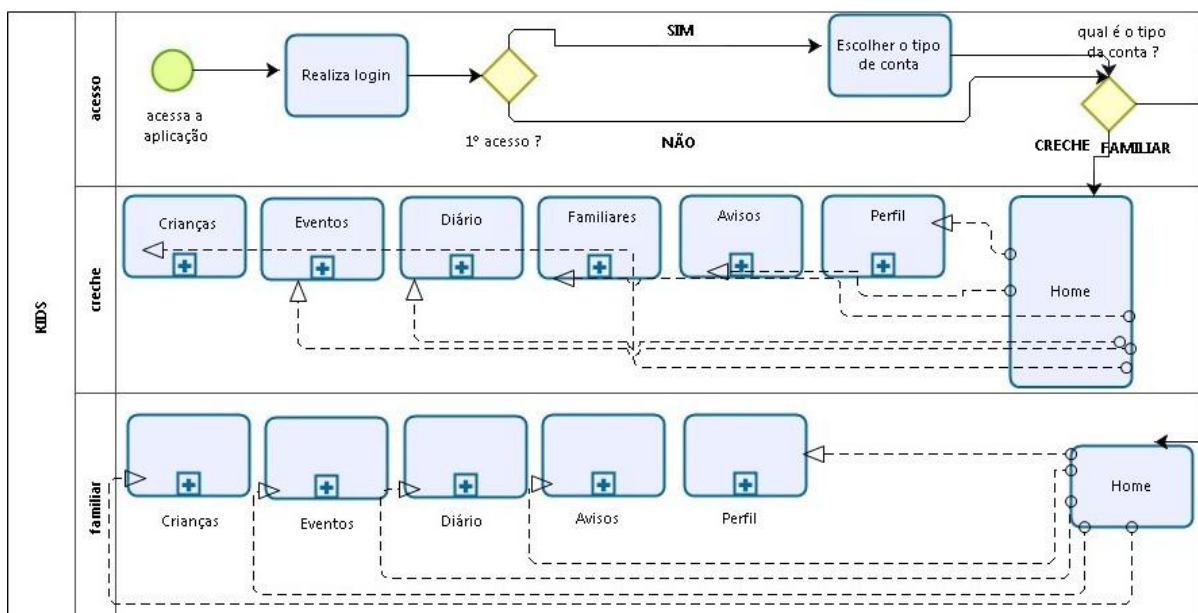 KIDS
acesso
acessa a
aplicação
Realiza login
1º acesso ?
SIM
NÃO
Escolher o tipo
de conta
qual é o tipo
da conta ?
CRECHE
FAMILIAR
creche
Crianças
Eventos
Diário
Familiares
Avisos
Perfil
Home
familiar
Crianças
Eventos
Diário
Avisos
Perfil
Home